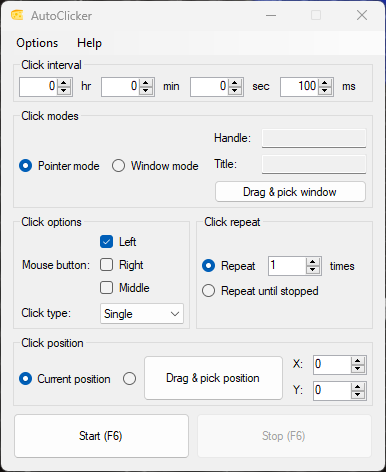 AutoClicker
Options Help
Click interval
0 hr 0 min 0 sec 100 ms
Click modes
Handle:
Pointer mode Window mode Title:
Drag & pick window
Click options Click repeat
Left
Mouse button: Right Repeat 1 times
Middle Repeat until stopped
Click type: Single
Click position
Current position Drag & pick position X: 0
Y: 0
Start (F6) Stop (F6)